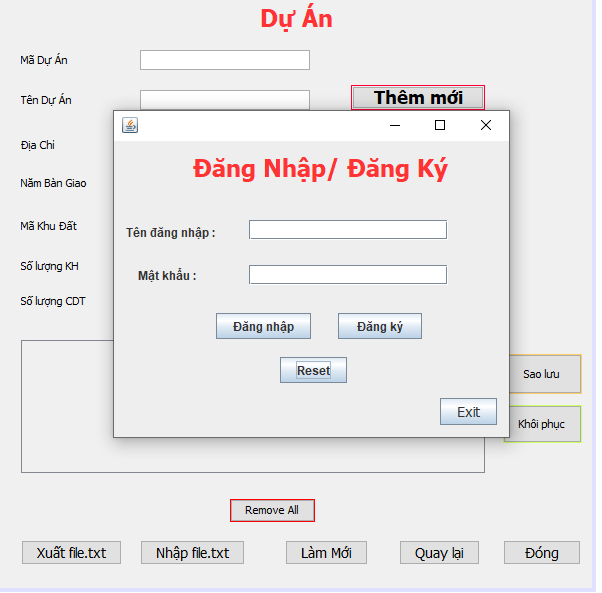 Dự Án
Mã Dự Án
Tên Dự Án
Thêm mới
Địa Chỉ
Năm Bàn Giao
Mã Khu Đất
Số lượng KH
Số lượng CDT
Đăng Nhập/ Đăng Ký
Tên đăng nhập :
Mật khẩu :
Đăng nhập
Đăng ký
Reset
Exit
Sao lưu
Khôi phục
Remove All
Xuất file.txt
Nhập file.txt
Làm Mới
Quay lại
Đóng